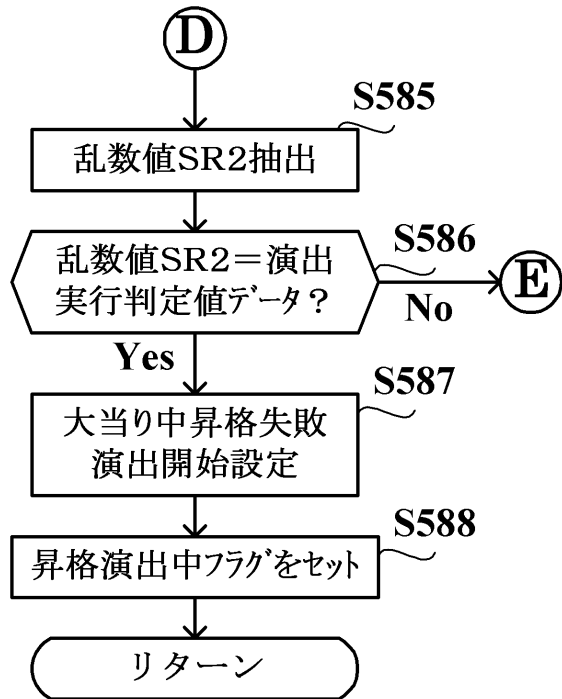 D
S585
乱数値SR2抽出
S586
乱数値SR2＝演出
実行判定値データ？
E
No
Yes
S587
大当り中昇格失敗
演出開始設定
S588
昇格演出中フラグをセット
リターン